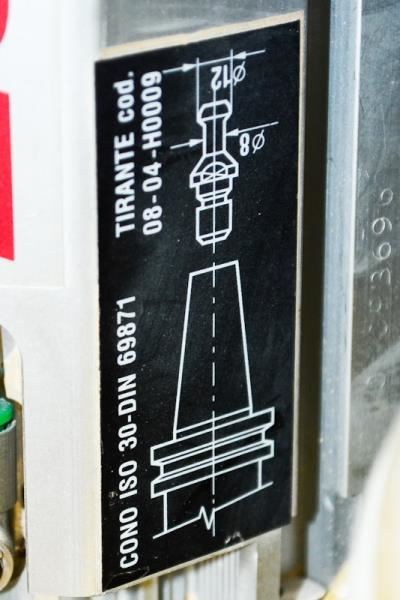 CONO ISO 30-DIN 69871
TIRANTE cod.
08-04-H0009
Ø12
Ø8